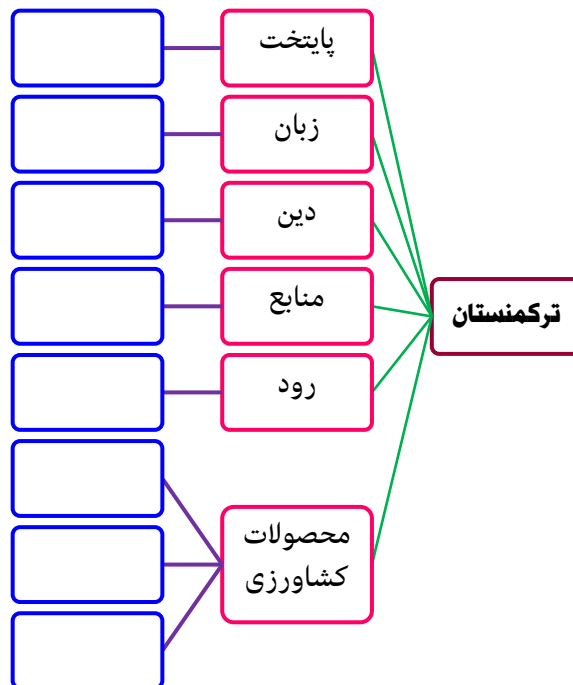 ترکمنستان
پایتخت
زبان
دین
منابع
رود
محصولات
کشاورزی